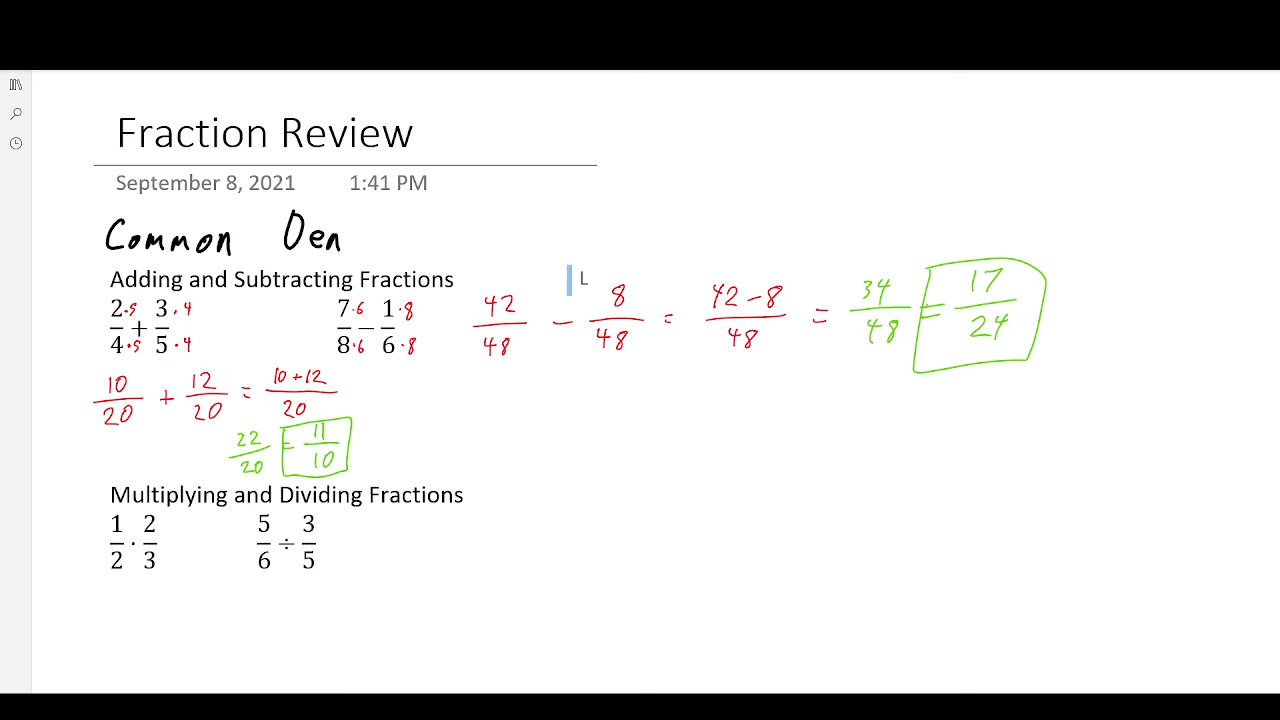 Fraction Review
September 8, 2021 1:41 PM
Common Den
Adding and Subtracting Fractions
L
2·5/4·5 + 3·4/5·4
7·6/8·6 − 1·8/6·8
42/48 − 8/48 = 42−8/48 = 34/48 = 17/24
10/20 + 12/20 = 10+12/20
22/20 = 11/10
Multiplying and Dividing Fractions
1/2 · 2/3
5/6 ÷ 3/5